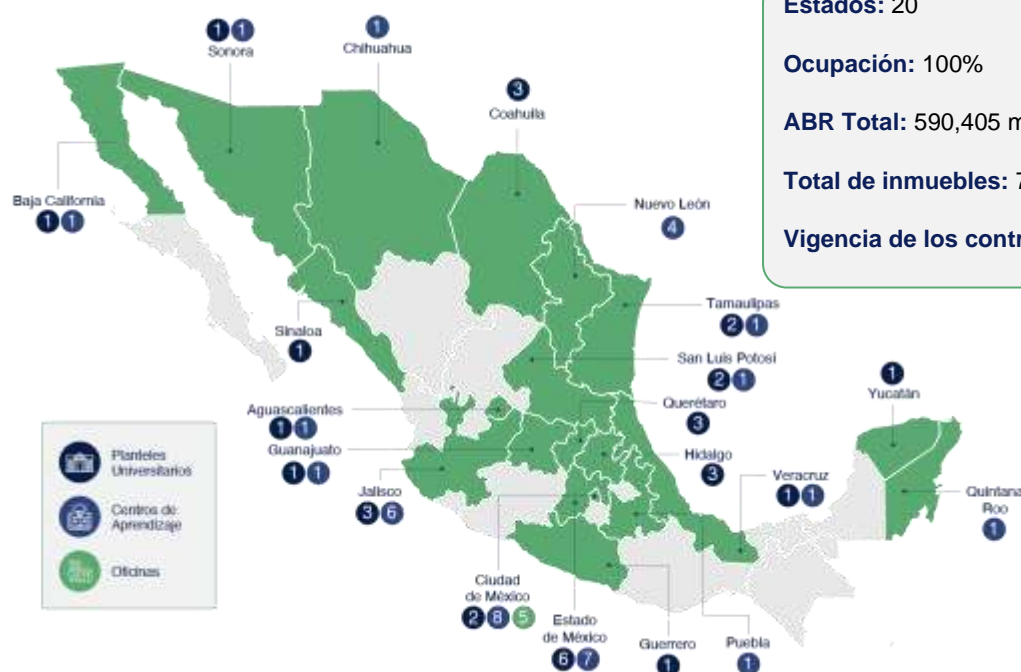 Estados: 20
Ocupación: 100%
ABR Total: 590,405 m
Total de inmuebles: 7
Vigencia de los contr
1 1
Sonora
1
Chihuahua
3
Coahuila
Baja California
1 1
Nuevo León
4
Tamaulipas
2 1
Sinaloa
1
San Luis Potosí
2 1
Querétaro
3
1
Yucatán
Aguascalientes
1 1
Guanajuato
1 1
Hidalgo
3
Jalisco
3 6
Veracruz
1 1
Quintana
Roo
1
Planteles
Universitarios
Centros de
Aprendizaje
Oficinas
Ciudad
de México
2 8 5
Estado
de México
6 7
Guerrero
1
Puebla
1